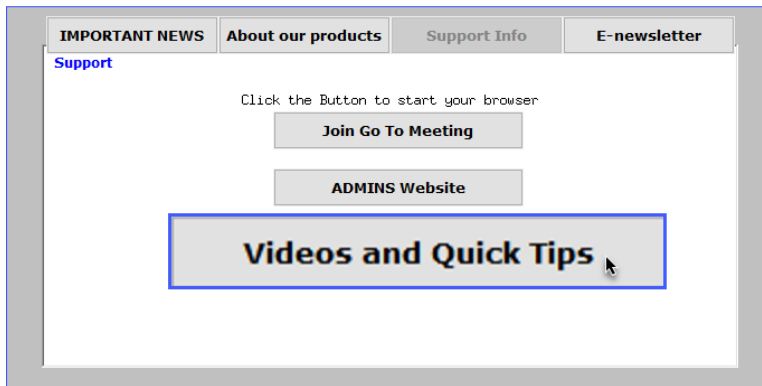 IMPORTANT NEWS About our products Support Info E-newsletter
Support
Click the Button to start your browser
Join Go To Meeting
ADMINS Website
Videos and Quick Tips